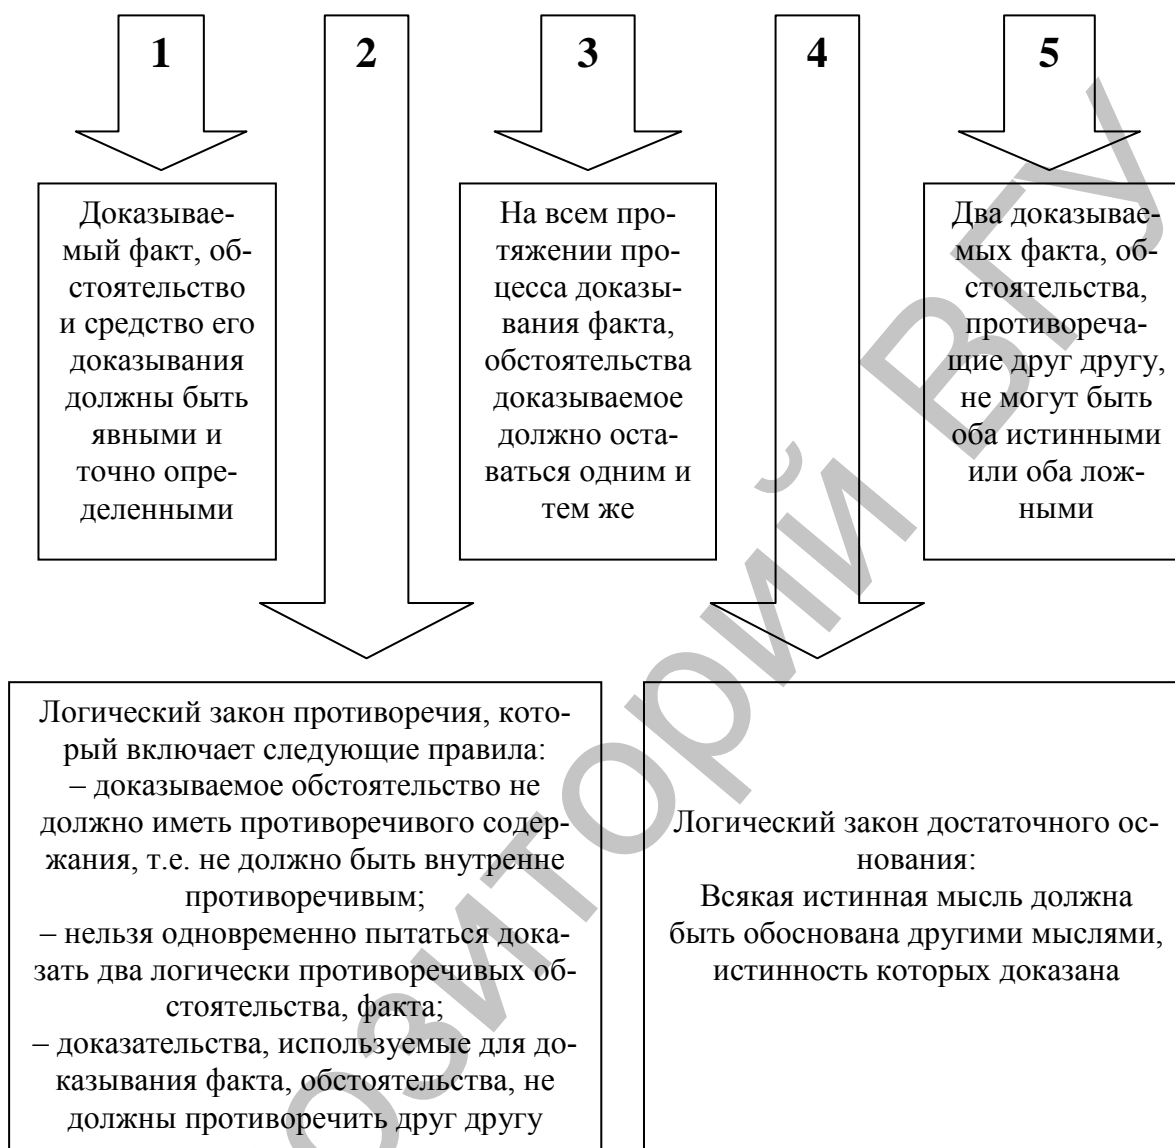 1 2 3 4 5
Доказывае-
мый факт, об-
стоятельство
и средство его
доказывания
должны быть
явными и
точно опре-
деленными
На всем про-
тяжении про-
цесса доказы-
вания факта,
обстоятельства
доказываемое
должно оста-
ваться одним и
тем же
Два доказывае-
мых факта, об-
стоятельства,
противореча-
щие друг другу,
не могут быть
оба истинными
или оба лож-
ными
Логический закон противоречия, кото-
рый включает следующие правила:
– доказываемое обстоятельство не
должно иметь противоречивого содер-
жания, т.е. не должно быть внутренне
противоречивым;
– нельзя одновременно пытаться дока-
зать два логически противоречивых об-
стоятельства, факта;
– доказательства, используемые для до-
казывания факта, обстоятельства, не
должны противоречить друг другу
Логический закон достаточного ос-
нования:
Всякая истинная мысль должна
быть обоснована другими мыслями,
истинность которых доказана
озиторий ВГУ